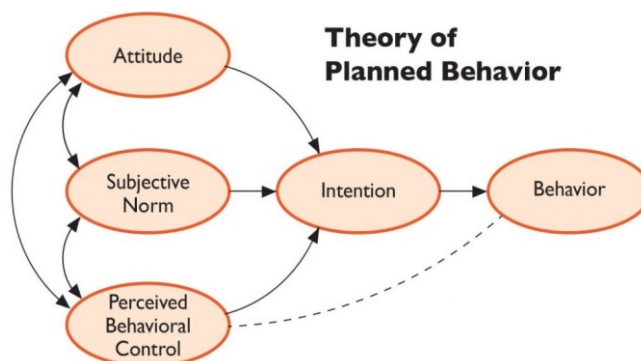 Theory of
Planned Behavior
Attitude
Subjective
Norm
Intention
Behavior
Perceived
Behavioral
Control